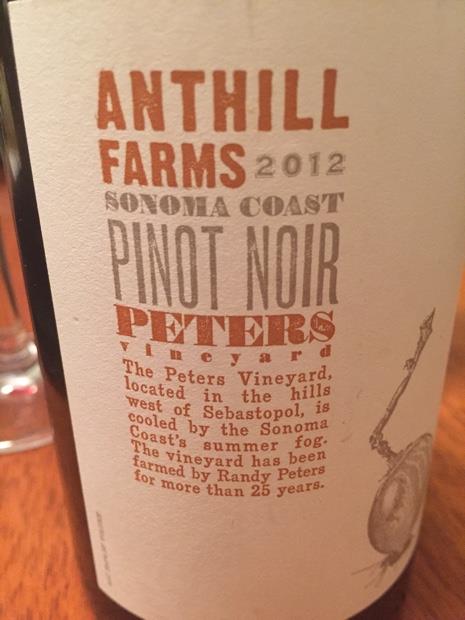 ANTHILL
FARMS 2012
SONOMA COAST
PINOT NOIR
PETERS
vineyard
The Peters Vineyard,
located in the hills
west of Sebastopol, is
cooled by the Sonoma
Coast's summer fog.
The vineyard has been
farmed by Randy Peters
for more than 25 years.